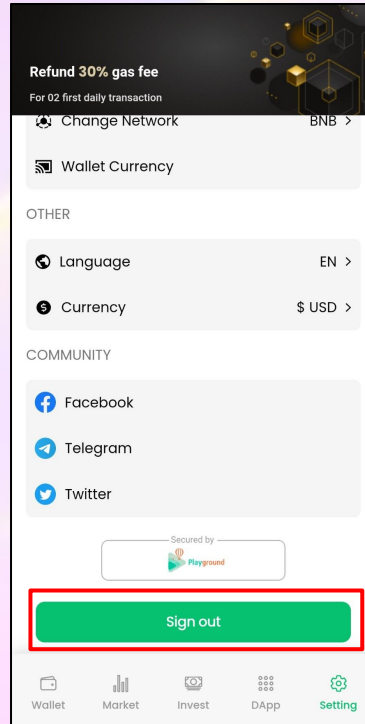 Refund 30% gas fee
For 02 first daily transaction
Change Network BNB >
Wallet Currency
OTHER
Language EN >
Currency $ USD >
COMMUNITY
Facebook
Telegram
Twitter
Secured by
Playground
Sign out
Wallet Market Invest DApp Setting